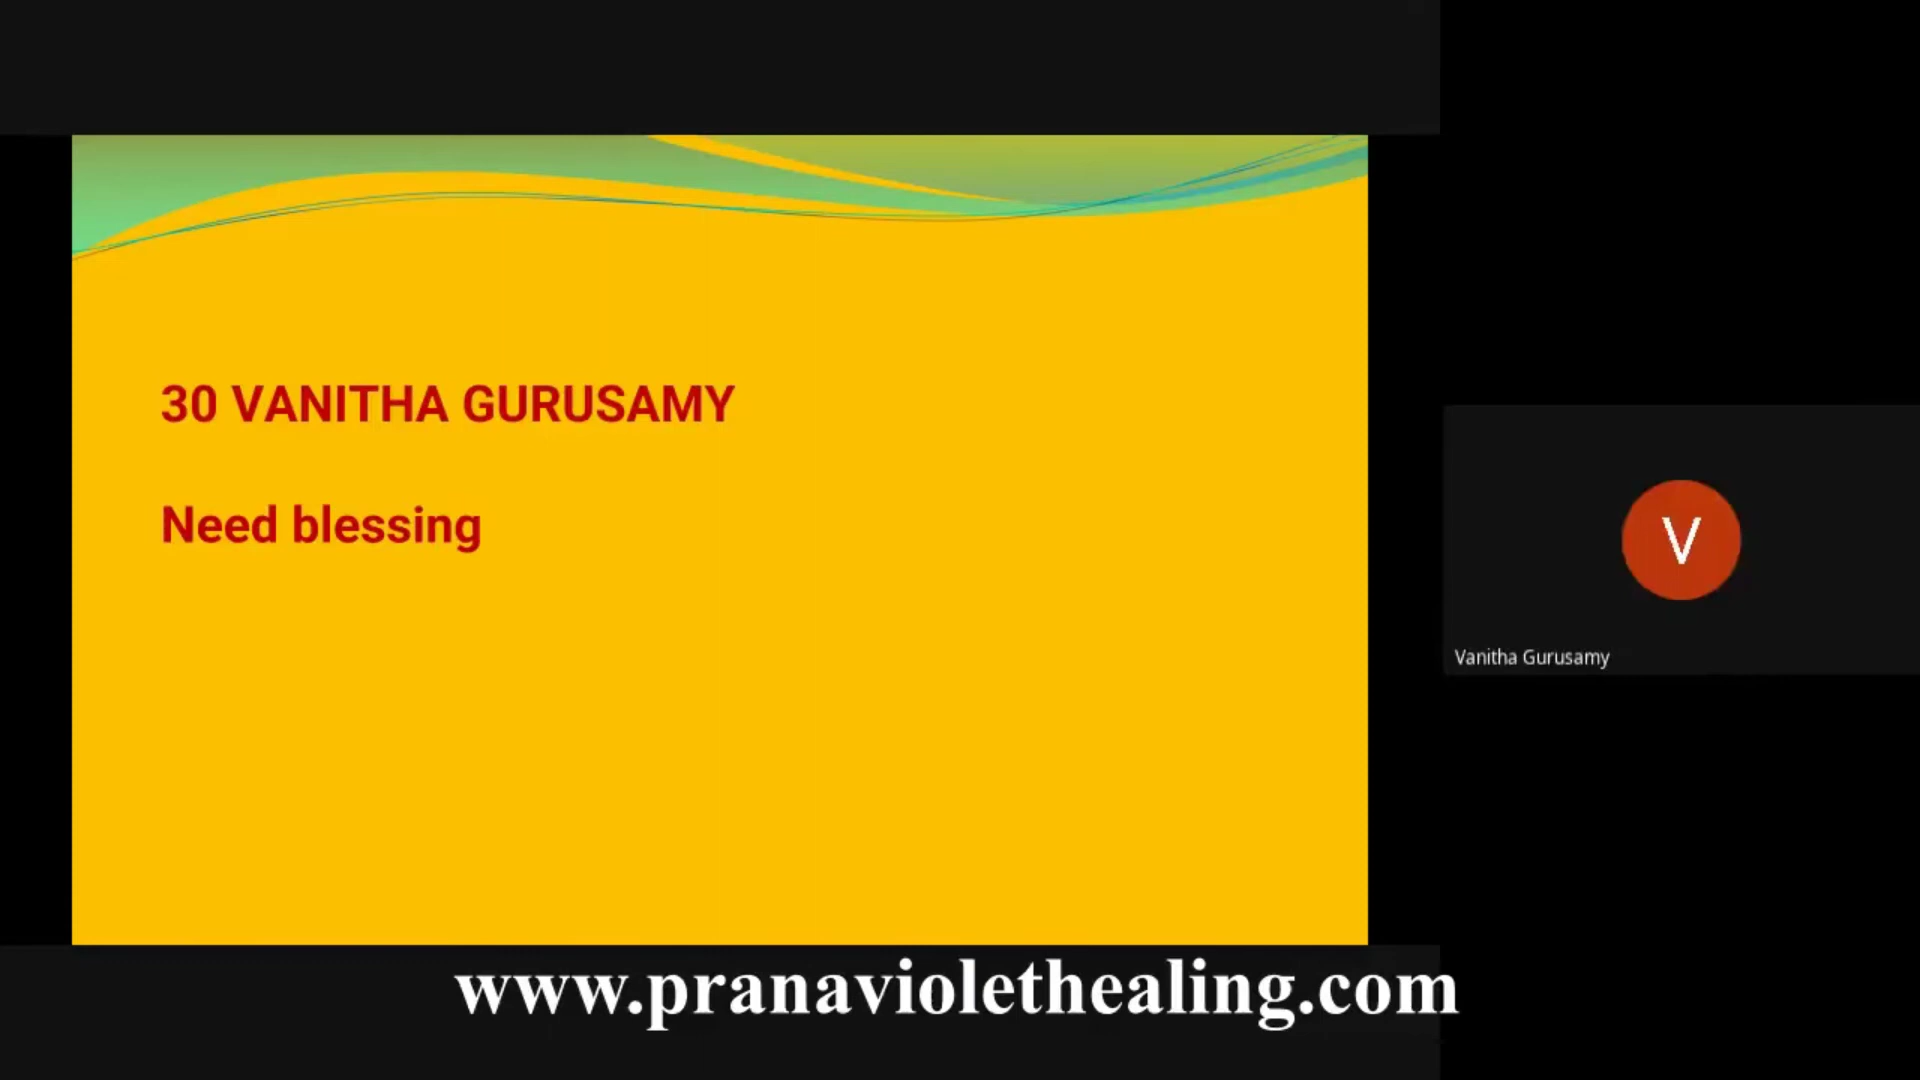 30 VANITHA GURUSAMY
Need blessing
V
Vanitha Gurusamy
www.pranaviolethealing.com